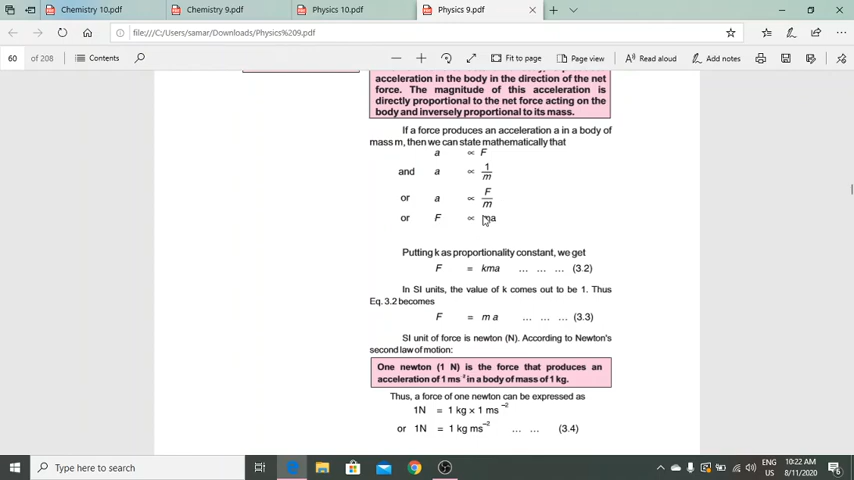 Chemistry 10.pdf
Chemistry 9.pdf
Physics 10.pdf
Physics 9.pdf
file:///C:/Users/samar/Downloads/Physics%209.pdf
60 of 208
Contents
Fit to page
Page view
Read aloud
Add notes
acceleration in the body in the direction of the net
force. The magnitude of this acceleration is
directly proportional to the net force acting on the
body and inversely proportional to its mass.
If a force produces an acceleration a in a body of
mass m, then we can state mathematically that
a ∝ F
and a ∝ 1/m
or a ∝ F/m
or F ∝ ma
Putting k as proportionality constant, we get
F = kma … … … (3.2)
In SI units, the value of k comes out to be 1. Thus
Eq. 3.2 becomes
F = m a … … … (3.3)
SI unit of force is newton (N). According to Newton's
second law of motion:
One newton (1 N) is the force that produces an
acceleration of 1 ms⁻² in a body of mass of 1 kg.
Thus, a force of one newton can be expressed as
1N = 1 kg × 1 ms⁻²
or 1N = 1 kg ms⁻² … … (3.4)
Type here to search
ENG
US
10:22 AM
8/11/2020